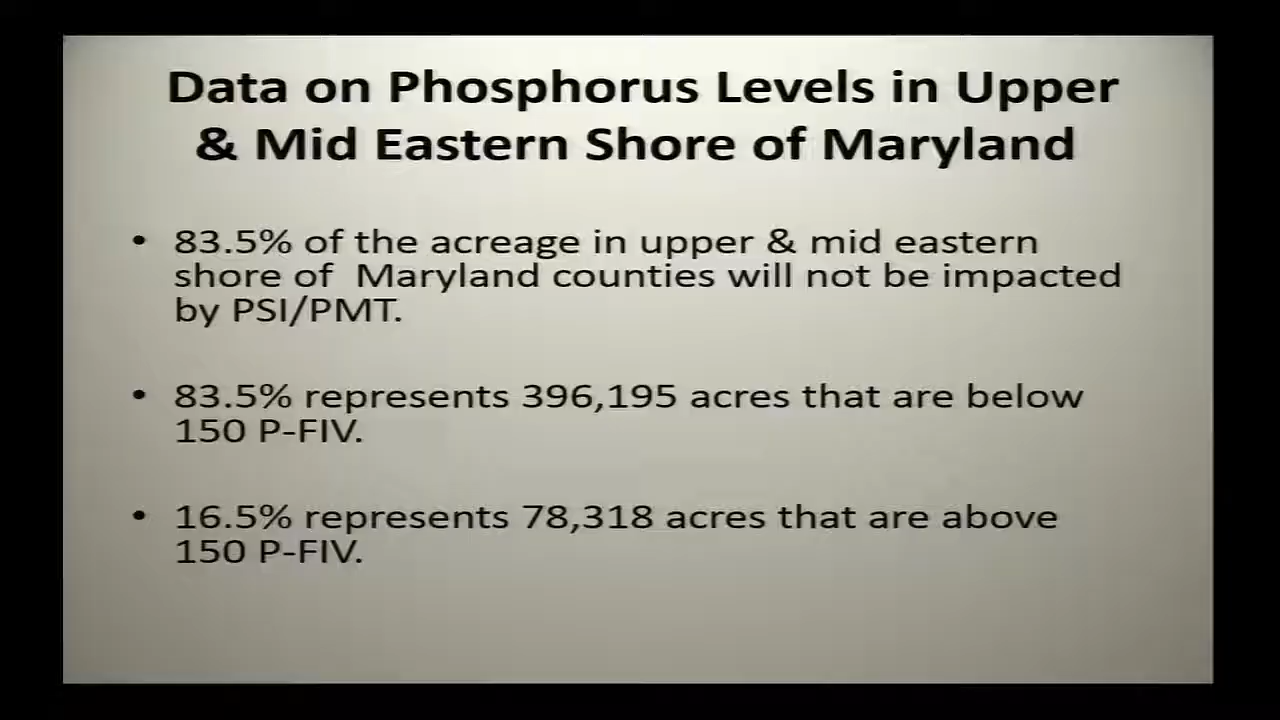 Data on Phosphorus Levels in Upper
& Mid Eastern Shore of Maryland
• 83.5% of the acreage in upper & mid eastern
shore of Maryland counties will not be impacted
by PSI/PMT.
• 83.5% represents 396,195 acres that are below
150 P-FIV.
• 16.5% represents 78,318 acres that are above
150 P-FIV.